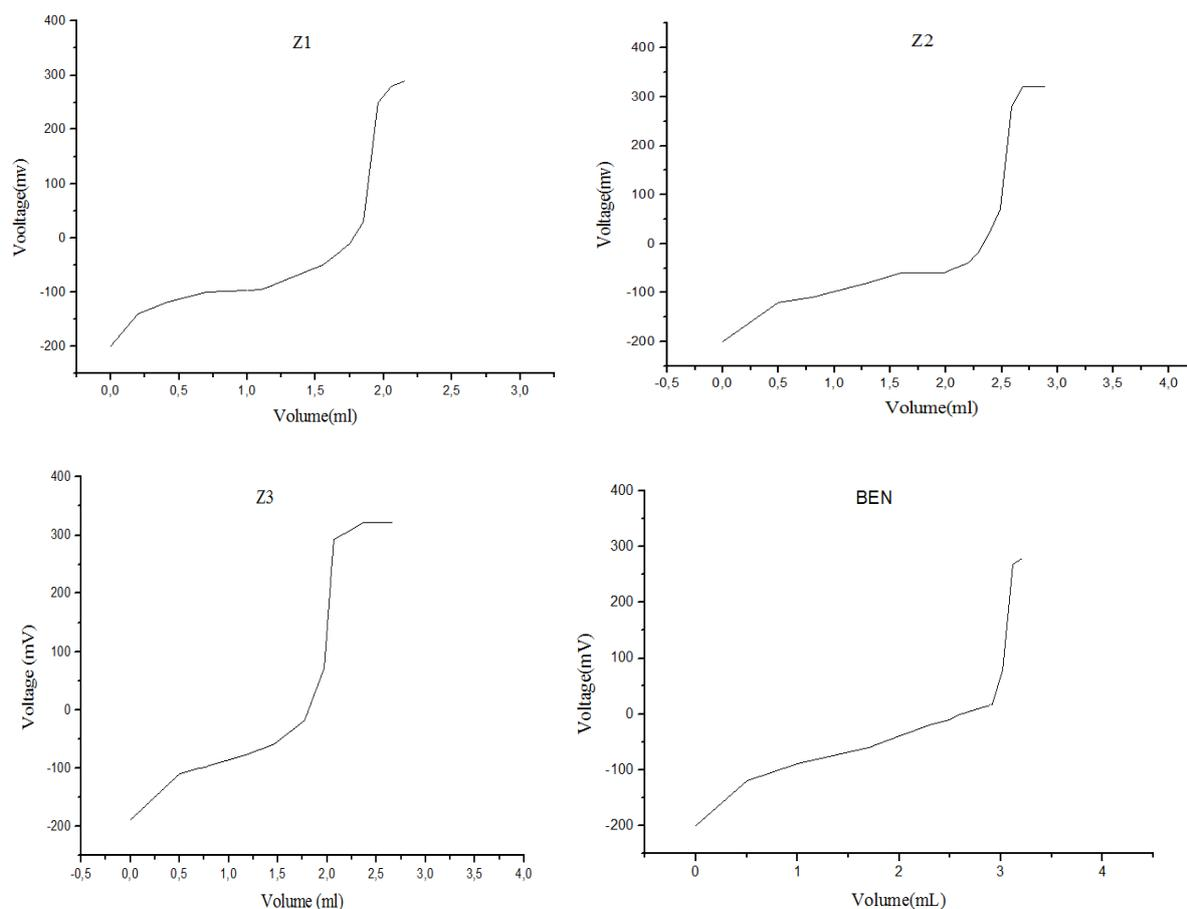 Z1
400
300
200
100
0
-100
-200
Vooltage(mv)
0,0 0,5 1,0 1,5 2,0 2,5 3,0
Volume(ml)
Z2
400
300
200
100
0
-100
-200
Voltage(mv)
-0,5 0,0 0,5 1,0 1,5 2,0 2,5 3,0 3,5 4,0
Volume(ml)
Z3
400
300
200
100
0
-100
-200
Voltage (mV)
-0,5 0,0 0,5 1,0 1,5 2,0 2,5 3,0 3,5 4,0
Volume (ml)
BEN
400
300
200
100
0
-100
-200
Voltage(mV)
0 1 2 3 4
Volume(mL)